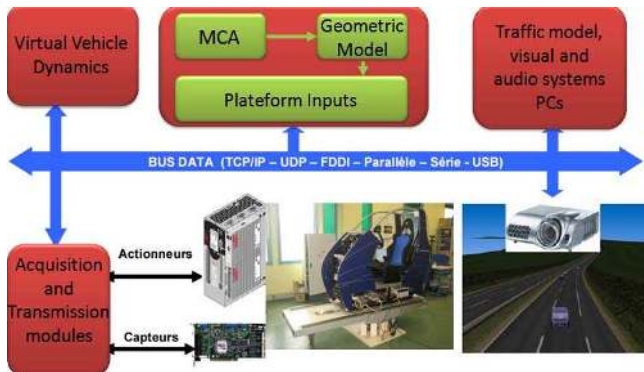 Virtual Vehicle
Dynamics
MCA
Geometric
Model
Plateform Inputs
Traffic model,
visual and
audio systems
PCs
BUS DATA (TCP/IP – UDP – FDDI – Parallèle – Série - USB)
Acquisition
and
Transmission
modules
Actionneurs
Capteurs